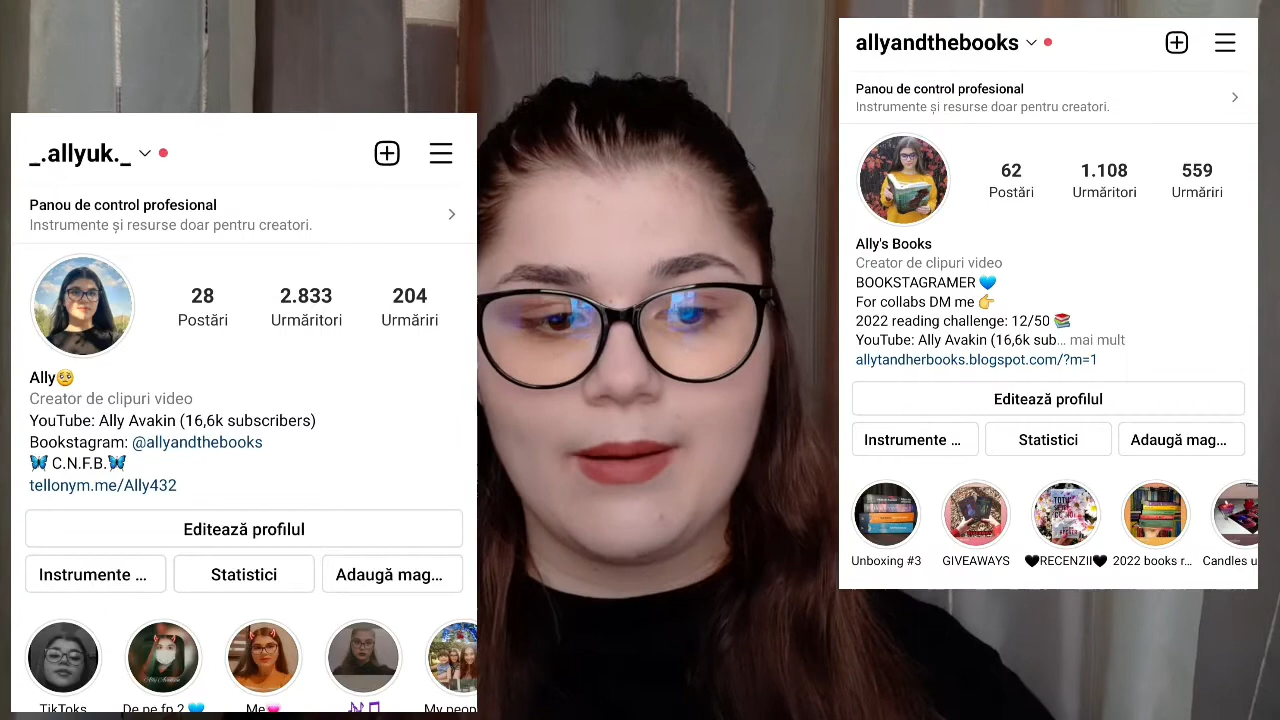 _.allyuk._
Panou de control profesional
Instrumente și resurse doar pentru creatori.
28
2.833
204
Postări
Urmăritori
Urmăriri
Ally🥺
Creator de clipuri video
YouTube: Ally Avakin (16,6k subscribers)
Bookstagram: @allyandthebooks
🦋 C.N.F.B.🦋
tellonym.me/Ally432
Editează profilul
Instrumente ...
Statistici
Adaugă mag...
TikToks
De pe fn 2 💙
Me💗
🎶🎵
My peop
allyandthebooks
Panou de control profesional
Instrumente și resurse doar pentru creatori.
62
1.108
559
Postări
Urmăritori
Urmăriri
Ally's Books
Creator de clipuri video
BOOKSTAGRAMER 💙
For collabs DM me 👉
2022 reading challenge: 12/50 📚
YouTube: Ally Avakin (16,6k sub... mai mult
allytandherbooks.blogspot.com/?m=1
Editează profilul
Instrumente ...
Statistici
Adaugă mag...
Unboxing #3
GIVEAWAYS
🖤RECENZII🖤
2022 books r...
Candles u